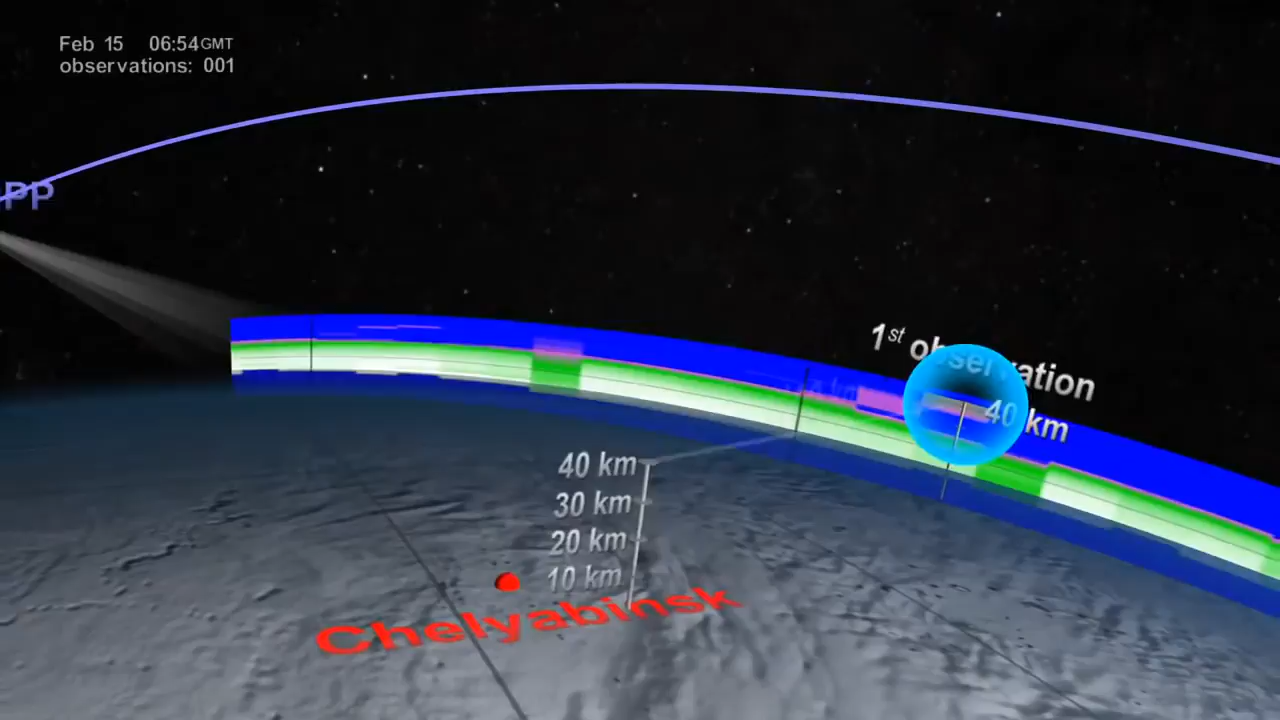 Feb 15 06:54GMT
observations: 001
PP
1st observation
40 km
40 km
30 km
20 km
10 km
Chelyabinsk